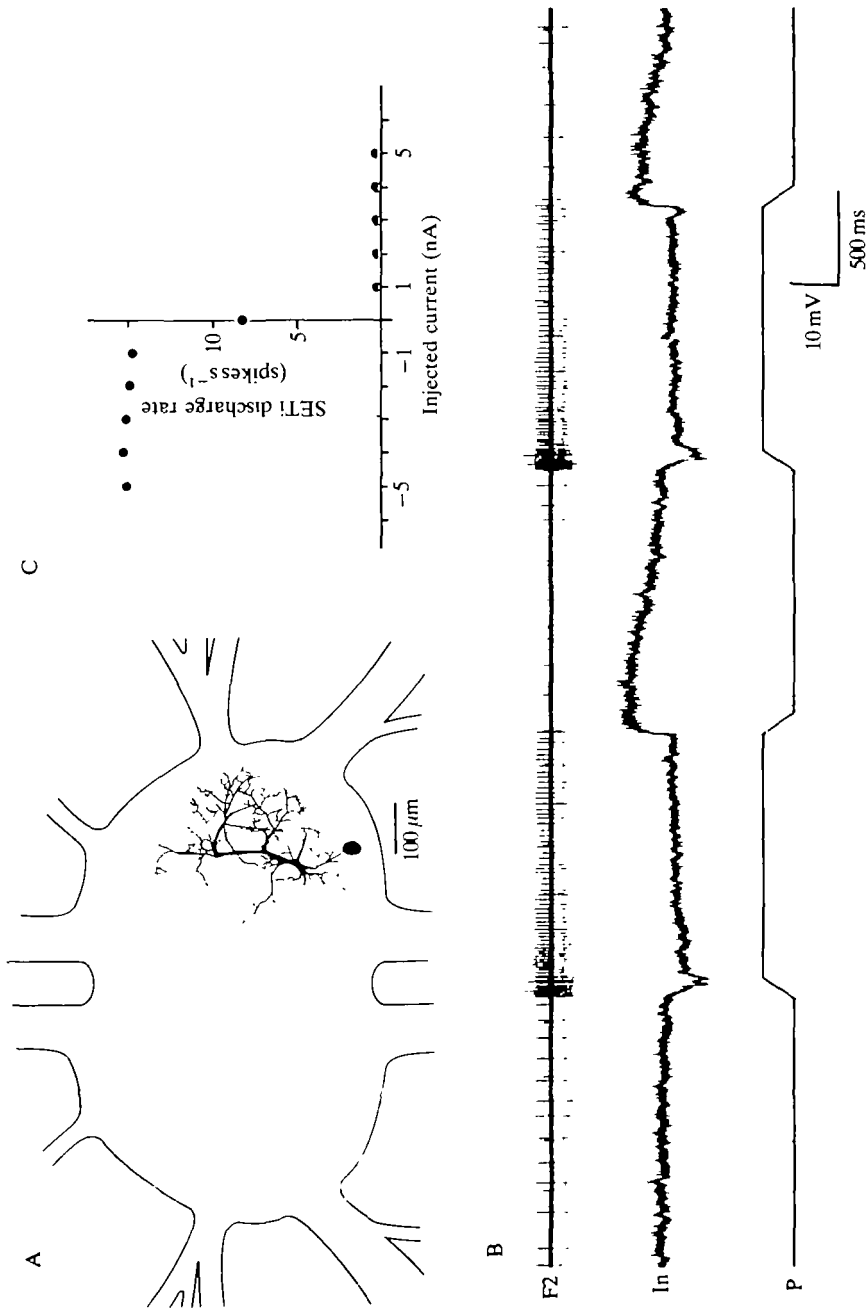 A
100 μm
C
SETi discharge rate
(spikes s⁻¹)
10
5
-5
-1
1
5
Injected current (nA)
B
F2
In
P
10 mV
500 ms